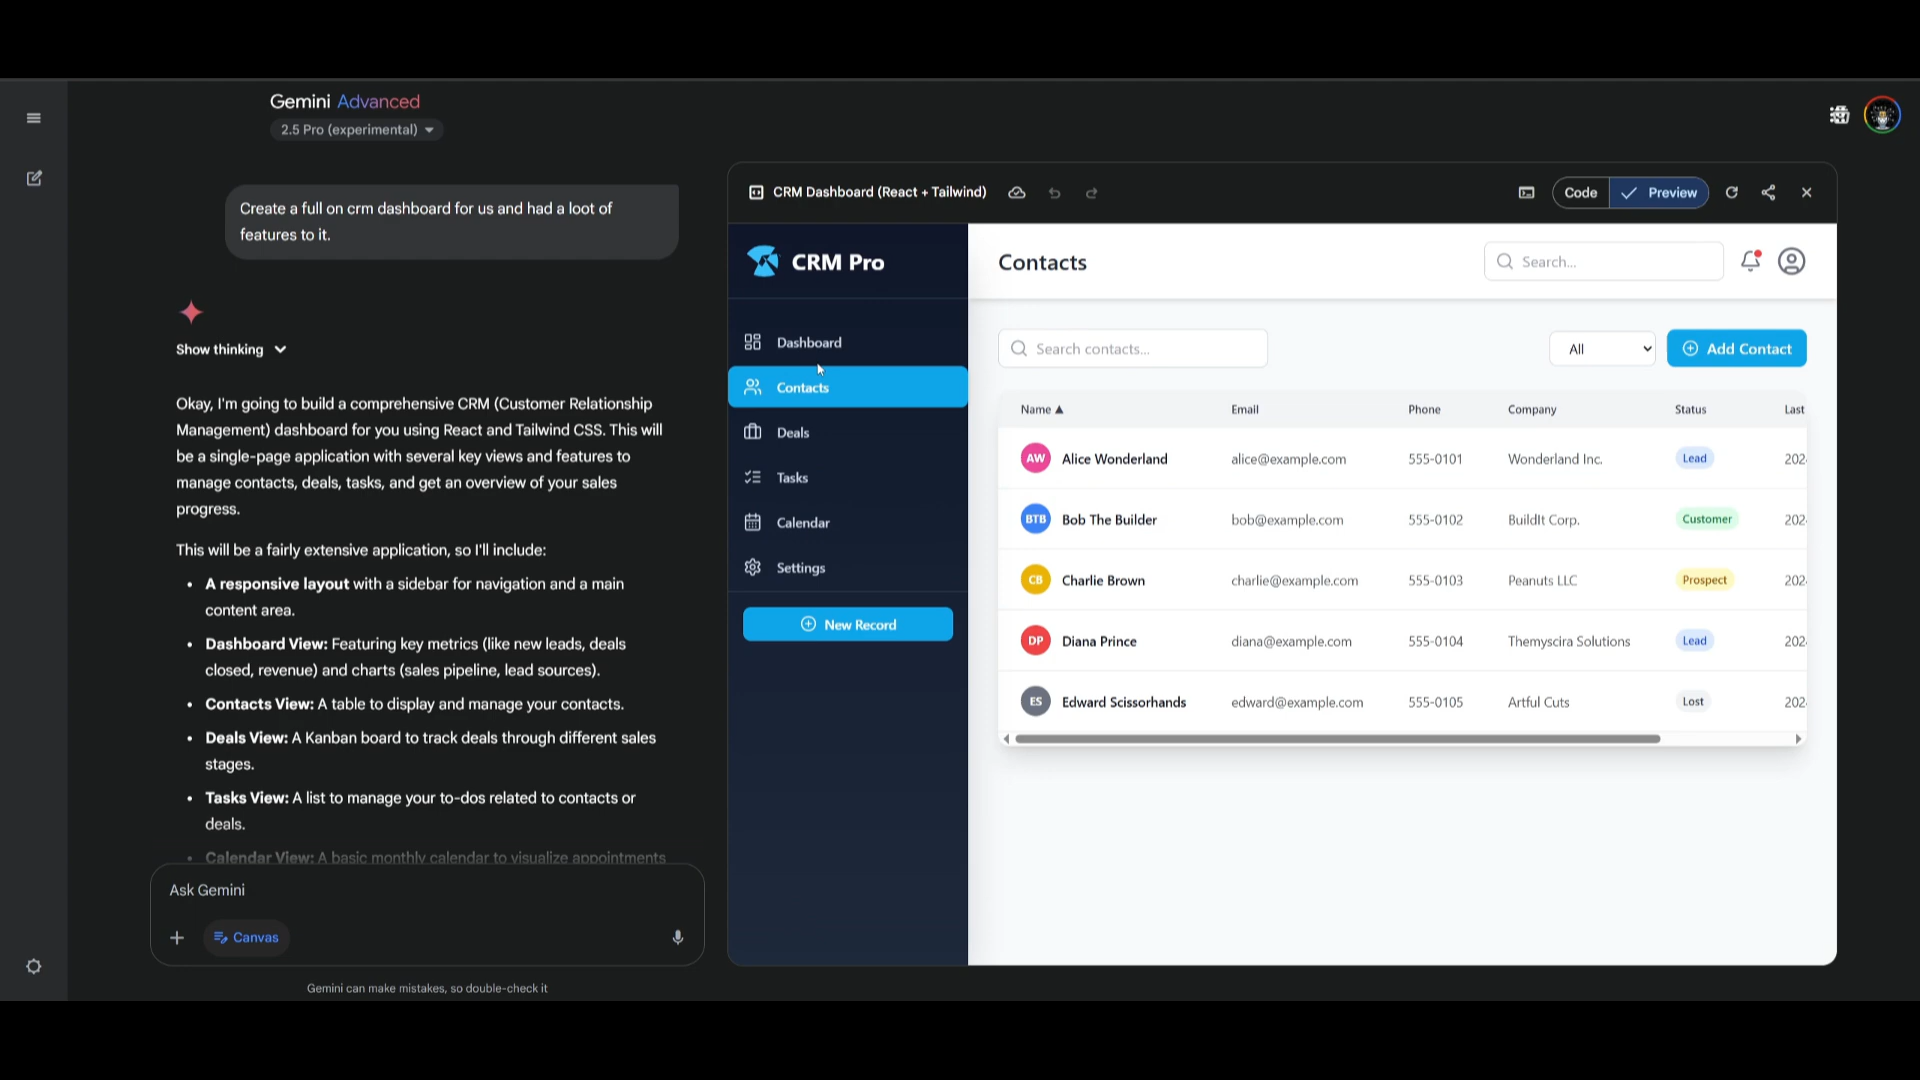 Gemini Advanced
2.5 Pro (experimental)
Create a full on crm dashboard for us and had a loot of
features to it.
Show thinking
Okay, I'm going to build a comprehensive CRM (Customer Relationship
Management) dashboard for you using React and Tailwind CSS. This will
be a single-page application with several key views and features to
manage contacts, deals, tasks, and get an overview of your sales
progress.
This will be a fairly extensive application, so I'll include:
• A responsive layout with a sidebar for navigation and a main
content area.
• Dashboard View: Featuring key metrics (like new leads, deals
closed, revenue) and charts (sales pipeline, lead sources).
• Contacts View: A table to display and manage your contacts.
• Deals View: A Kanban board to track deals through different sales
stages.
• Tasks View: A list to manage your to-dos related to contacts or
deals.
• Calendar View: A basic monthly calendar to visualize appointments
Ask Gemini
Canvas
Gemini can make mistakes, so double-check it
CRM Dashboard (React + Tailwind)
Code
Preview
CRM Pro
Dashboard
Contacts
Deals
Tasks
Calendar
Settings
New Record
Contacts
Search...
Search contacts...
All
Add Contact
Name ▲ Email Phone Company Status Last
AW Alice Wonderland alice@example.com 555-0101 Wonderland Inc. Lead 202
BTB Bob The Builder bob@example.com 555-0102 BuildIt Corp. Customer 202
CB Charlie Brown charlie@example.com 555-0103 Peanuts LLC Prospect 202
DP Diana Prince diana@example.com 555-0104 Themyscira Solutions Lead 202
ES Edward Scissorhands edward@example.com 555-0105 Artful Cuts Lost 202